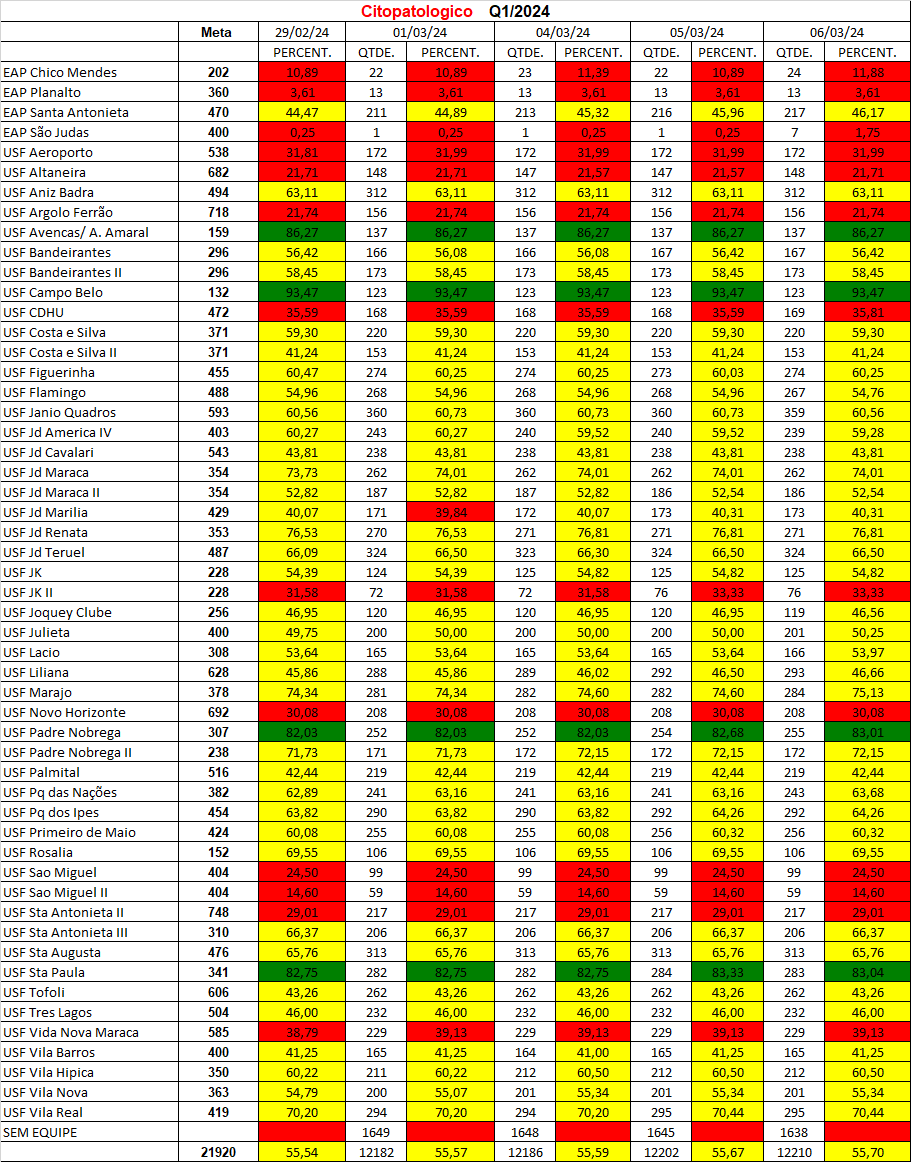 Citopatologico Q1/2024
Meta 29/02/24 01/03/24 04/03/24 05/03/24 06/03/24
PERCENT. QTDE. PERCENT. QTDE. PERCENT. QTDE. PERCENT. QTDE. PERCENT.
EAP Chico Mendes 202 10,89 22 10,89 23 11,39 22 10,89 24 11,88
EAP Planalto 360 3,61 13 3,61 13 3,61 13 3,61 13 3,61
EAP Santa Antonieta 470 44,47 211 44,89 213 45,32 216 45,96 217 46,17
EAP São Judas 400 0,25 1 0,25 1 0,25 1 0,25 7 1,75
USF Aeroporto 538 31,81 172 31,99 172 31,99 172 31,99 172 31,99
USF Altaneira 682 21,71 148 21,71 147 21,57 147 21,57 148 21,71
USF Aniz Badra 494 63,11 312 63,11 312 63,11 312 63,11 312 63,11
USF Argolo Ferrão 718 21,74 156 21,74 156 21,74 156 21,74 156 21,74
USF Avencas/ A. Amaral 159 86,27 137 86,27 137 86,27 137 86,27 137 86,27
USF Bandeirantes 296 56,42 166 56,08 166 56,08 167 56,42 167 56,42
USF Bandeirantes II 296 58,45 173 58,45 173 58,45 173 58,45 173 58,45
USF Campo Belo 132 93,47 123 93,47 123 93,47 123 93,47 123 93,47
USF CDHU 472 35,59 168 35,59 168 35,59 168 35,59 169 35,81
USF Costa e Silva 371 59,30 220 59,30 220 59,30 220 59,30 220 59,30
USF Costa e Silva II 371 41,24 153 41,24 153 41,24 153 41,24 153 41,24
USF Figuerinha 455 60,47 274 60,25 274 60,25 273 60,03 274 60,25
USF Flamingo 488 54,96 268 54,96 268 54,96 268 54,96 267 54,76
USF Janio Quadros 593 60,56 360 60,73 360 60,73 360 60,73 359 60,56
USF Jd America IV 403 60,27 243 60,27 240 59,52 240 59,52 239 59,28
USF Jd Cavalari 543 43,81 238 43,81 238 43,81 238 43,81 238 43,81
USF Jd Maraca 354 73,73 262 74,01 262 74,01 262 74,01 262 74,01
USF Jd Maraca II 354 52,82 187 52,82 187 52,82 186 52,54 186 52,54
USF Jd Marilia 429 40,07 171 39,84 172 40,07 173 40,31 173 40,31
USF Jd Renata 353 76,53 270 76,53 271 76,81 271 76,81 271 76,81
USF Jd Teruel 487 66,09 324 66,50 323 66,30 324 66,50 324 66,50
USF JK 228 54,39 124 54,39 125 54,82 125 54,82 125 54,82
USF JK II 228 31,58 72 31,58 72 31,58 76 33,33 76 33,33
USF Joquey Clube 256 46,95 120 46,95 120 46,95 120 46,95 119 46,56
USF Julieta 400 49,75 200 50,00 200 50,00 200 50,00 201 50,25
USF Lacio 308 53,64 165 53,64 165 53,64 165 53,64 166 53,97
USF Liliana 628 45,86 288 45,86 289 46,02 292 46,50 293 46,66
USF Marajo 378 74,34 281 74,34 282 74,60 282 74,60 284 75,13
USF Novo Horizonte 692 30,08 208 30,08 208 30,08 208 30,08 208 30,08
USF Padre Nobrega 307 82,03 252 82,03 252 82,03 254 82,68 255 83,01
USF Padre Nobrega II 238 71,73 171 71,73 172 72,15 172 72,15 172 72,15
USF Palmital 516 42,44 219 42,44 219 42,44 219 42,44 219 42,44
USF Pq das Nações 382 62,89 241 63,16 241 63,16 241 63,16 243 63,68
USF Pq dos Ipes 454 63,82 290 63,82 290 63,82 292 64,26 292 64,26
USF Primeiro de Maio 424 60,08 255 60,08 255 60,08 256 60,32 256 60,32
USF Rosalia 152 69,55 106 69,55 106 69,55 106 69,55 106 69,55
USF Sao Miguel 404 24,50 99 24,50 99 24,50 99 24,50 99 24,50
USF Sao Miguel II 404 14,60 59 14,60 59 14,60 59 14,60 59 14,60
USF Sta Antonieta II 748 29,01 217 29,01 217 29,01 217 29,01 217 29,01
USF Sta Antonieta III 310 66,37 206 66,37 206 66,37 206 66,37 206 66,37
USF Sta Augusta 476 65,76 313 65,76 313 65,76 313 65,76 313 65,76
USF Sta Paula 341 82,75 282 82,75 282 82,75 284 83,33 283 83,04
USF Tofoli 606 43,26 262 43,26 262 43,26 262 43,26 262 43,26
USF Tres Lagos 504 46,00 232 46,00 232 46,00 232 46,00 232 46,00
USF Vida Nova Maraca 585 38,79 229 39,13 229 39,13 229 39,13 229 39,13
USF Vila Barros 400 41,25 165 41,25 164 41,00 165 41,25 165 41,25
USF Vila Hipica 350 60,22 211 60,22 212 60,50 212 60,50 212 60,50
USF Vila Nova 363 54,79 200 55,07 201 55,34 202 55,67 201 55,34
USF Vila Real 419 70,20 294 70,20 294 70,20 295 70,44 295 70,44
SEM EQUIPE 1649 1648 1645 1638
21920 55,54 12182 55,57 12186 55,59 12202 55,67 12210 55,70